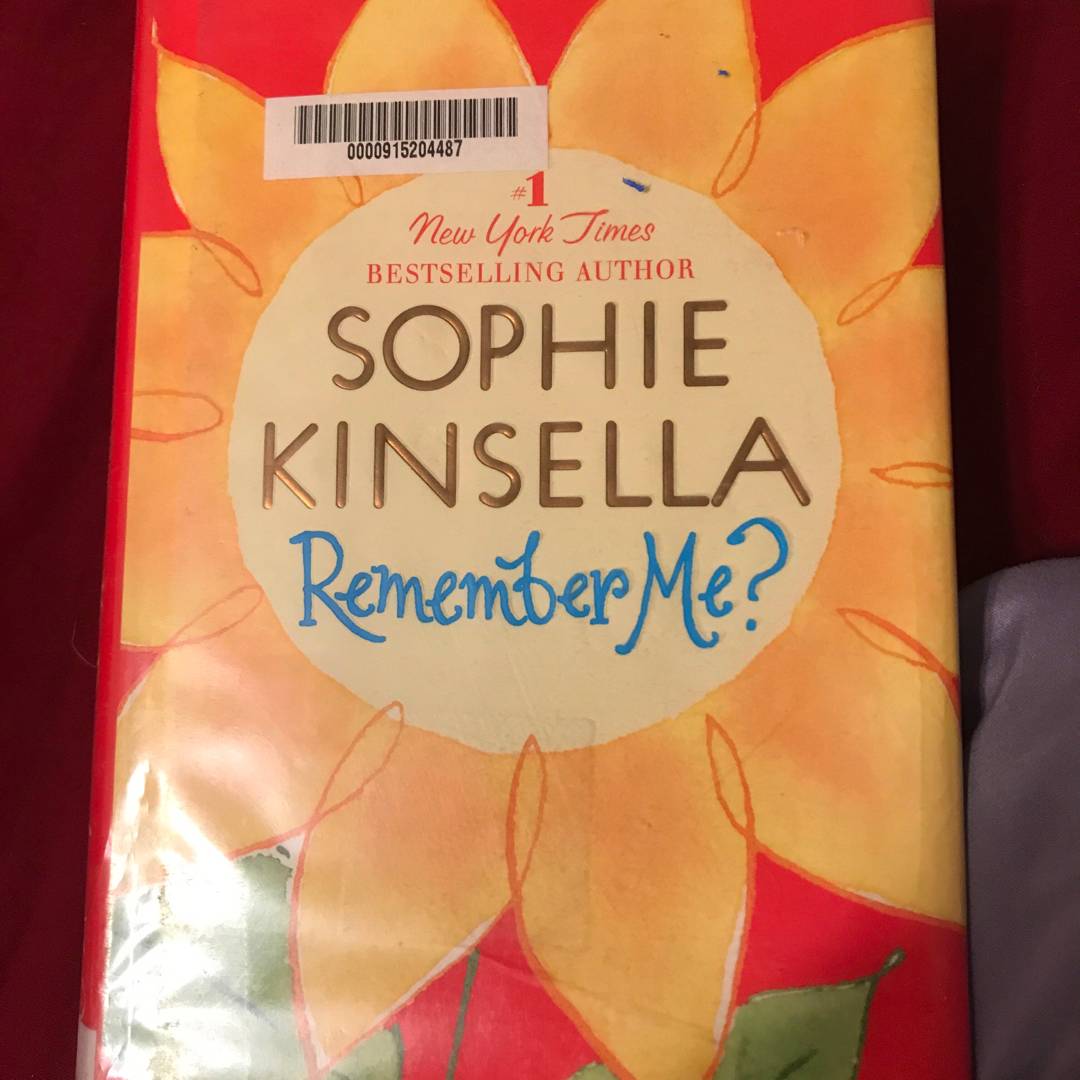 0000915204487
#1
New York Times
BESTSELLING AUTHOR
SOPHIE
KINSELLA
Remember Me?